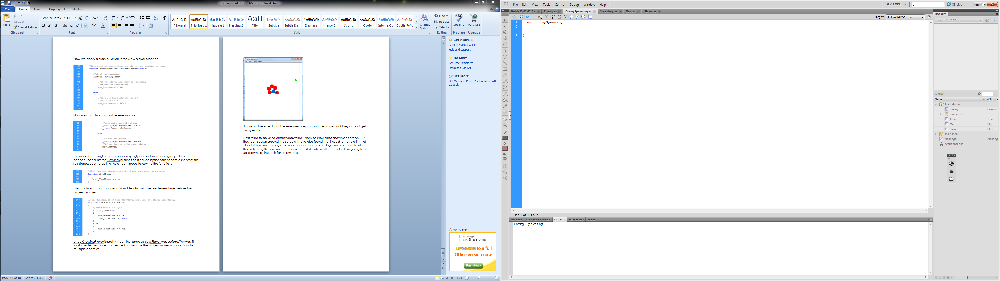 Development.docx - Microsoft Word Starter
File
Home
Insert
Page Layout
Mailings
Paste
Cut
Copy
Format Painter
Clipboard
Century Gothic
11
Font
Paragraph
AaBbCcDc
¶ Normal
AaBbCcDc
¶ No Spaci...
AaBbCc
Heading 1
AaBbCc
Heading 2
AaB
Title
AaBbCc.
Subtitle
AaBbCcDc
Subtle Em...
AaBbCcDc
Emphasis
AaBbCcDc
Intense E...
AaBbCcDc
Strong
AaBbCcDc
Quote
AaBbCcDc
Intense Q...
AABBCCDC
Subtle Ref...
Styles
Change
Styles
Find
Replace
Select
Editing
Spelling
Proofing
Purchase
Upgrade
Now we apply a manipulation in the slow player function.
265 //This function simply slows the player when touching an enemy
266 function slowPlayer(bool_TouchingEnemy:Boolean)
267 {
268 //check the parameter
269 if(bool_TouchingEnemy)
270 {
271 //if the player and enemy are touching
272 //increse the resistance
273 num_Resistance = 0.1;
274 }
275 else
276 {
277 //else set the resistance back to
278 //starting value
279 num_Resistance = 0.75;
280 }
281 }
Now we call it from within the enemy class
38 //slow and attack the player
39 _root.player.slowPlayer(true);
40 _root.player.takeDamage();
41 }
42 else
43 {
44 //unslow the player
45 _root.player.slowPlayer(false);
46 //if not just move the enemy closer
47 moveEnemy();
48 }
This works on a single enemy but annoyingly doesn't work for a group. I believe this
happens because the slowPlayer function is called by the other enemies to reset the
resistance counteracting the effect. I need to rewrite the function.
268 //This function simply slows the player when touching an enemy
269 function slowPlayer()
270 {
271 bool_SlowPlayer = true;
272 }
The function simply changes a variable which is checked every time before the
player is moved.
273 //this function check bool_SlowPlayer and slows the player accordingly
274 function checkSlowingPlayer()
275 {
276 //check bool_SlowPlayer
277 if(bool_SlowPlayer)
278 {
279 num_Resistance = 0.1;
280 bool_SlowPlayer = false;
281 }
282 else
283 {
284 num_Resistance = 0.75;
285 }
286 }
checkSlowingPlayer is pretty much the same as slowPlayer was before. This way it
works better because it's checked all the time the player moves so it can handle
multiple enemies.
Build-22-02-12.swf
File View Control Debug
It gives of the effect that the enemies are grasping the player and they cannot get
away easily.
Next thing to do is the enemy spawning. Enemies should not spawn on screen. But
they can spawn around the screen. I have also found that I need to have a limit of
about 20 enemies being on screen at once because of lag. I may be able to utilise
this by having the enemies in a pause like state when off screen. First I'm going to set
up spawning; this calls for a new class.
Get Started
Getting Started Guide
Help and Support
Do More
Get Free Templates
Download Clip Art
Get More
Get Microsoft PowerPoint or Microsoft
Outlook
Advertisement
Microsoft
Office 2010
UPGRADE to a full
Office version now.
Buy Now ›
Page: 48 of 48
Words: 3,666
80%
Fl
File Edit View Tools Control Debug Window Help
DEVELOPER
CS Live
Build-22-02-12.fla
Enemy.as
EnemySpawning.as
Inventory.as
Item.as
Player.as
Target: Build-22-02-12.fla
1 class EnemySpawning
2 {
3
4 }
Line 3 of 4, Col 2
TIMELINE
COMPILER ERRORS
OUTPUT
PROPERTIES
SCENE
Enemy Spawning
LIBRARY
Build-22-02-12.fla
69 items
Name
AS Linka
Main Game
Enemy Enemy
Inventory
Item Item
Map Map
Player Player
Main Menu
Message Messag
StandardFont